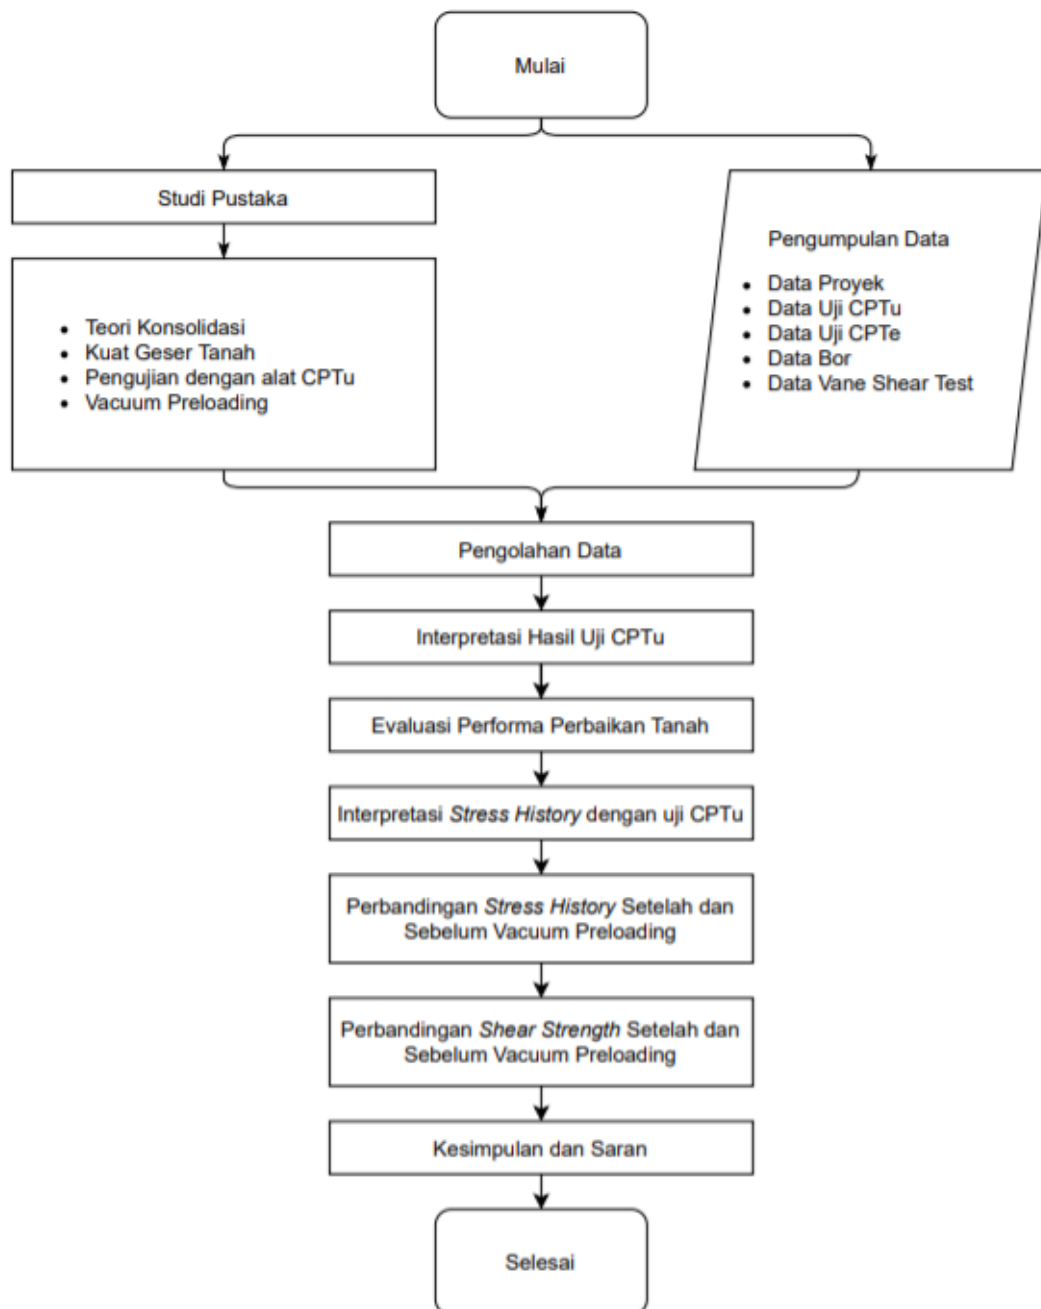 Mulai
Studi Pustaka
• Teori Konsolidasi
• Kuat Geser Tanah
• Pengujian dengan alat CPTu
• Vacuum Preloading
Pengumpulan Data
• Data Proyek
• Data Uji CPTu
• Data Uji CPTe
• Data Bor
• Data Vane Shear Test
Pengolahan Data
Interpretasi Hasil Uji CPTu
Evaluasi Performa Perbaikan Tanah
Interpretasi Stress History dengan uji CPTu
Perbandingan Stress History Setelah dan
Sebelum Vacuum Preloading
Perbandingan Shear Strength Setelah dan
Sebelum Vacuum Preloading
Kesimpulan dan Saran
Selesai